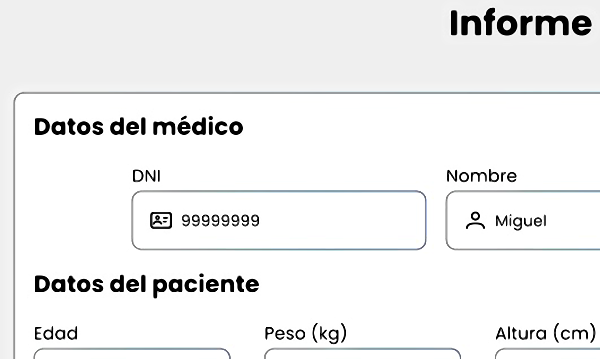 Informe
Datos del médico
DNI Nombre
99999999 Miguel
Datos del paciente
Edad Peso (kg) Altura (cm)